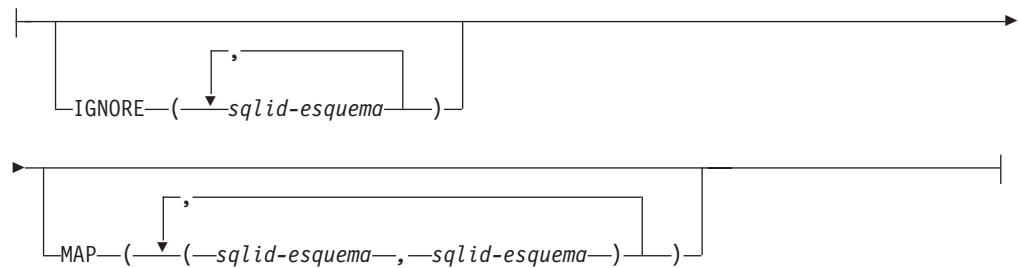 ,
IGNORE ( sqlid-esquema )
,
MAP ( ( sqlid-esquema , sqlid-esquema ) )